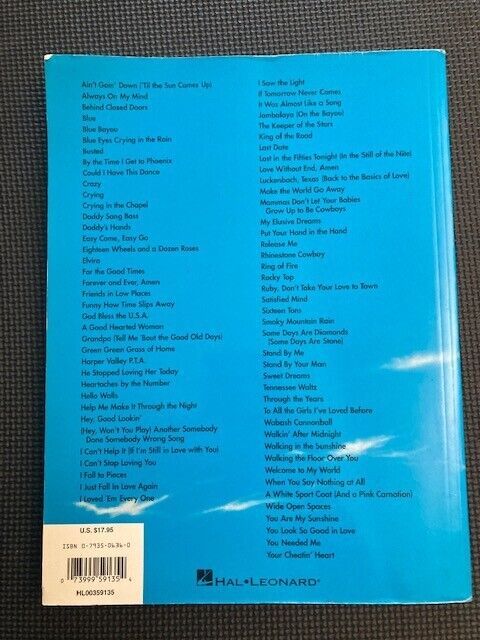 Ain't Goin' Down ('Til the Sun Comes Up)
Always On My Mind
Behind Closed Doors
Blue
Blue Bayou
Blue Eyes Crying in the Rain
Busted
By the Time I Get to Phoenix
Could I Have This Dance
Crazy
Crying
Crying in the Chapel
Daddy Sang Bass
Daddy's Hands
Easy Come, Easy Go
Eighteen Wheels and a Dozen Roses
Elvira
For the Good Times
Forever and Ever, Amen
Friends in Low Places
Funny How Time Slips Away
God Bless the U.S.A.
A Good Hearted Woman
Grandpa (Tell Me 'Bout the Good Old Days)
Green Green Grass of Home
Harper Valley P.T.A.
He Stopped Loving Her Today
Heartaches by the Number
Hello Walls
Help Me Make It Through the Night
Hey, Good Lookin'
(Hey, Won't You Play) Another Somebody
Done Somebody Wrong Song
I Can't Help It (If I'm Still in Love with You)
I Can't Stop Loving You
I Fall to Pieces
I Just Fall In Love Again
I Loved 'Em Every One
I Saw the Light
If Tomorrow Never Comes
It Was Almost Like a Song
Jambalaya (On the Bayou)
The Keeper of the Stars
King of the Road
Last Date
Lost in the Fifties Tonight (In the Still of the Nite)
Love Without End, Amen
Luckenbach, Texas (Back to the Basics of Love)
Make the World Go Away
Mammas Don't Let Your Babies
Grow Up to Be Cowboys
My Elusive Dreams
Put Your Hand in the Hand
Release Me
Rhinestone Cowboy
Ring of Fire
Rocky Top
Ruby, Don't Take Your Love to Town
Satisfied Mind
Sixteen Tons
Smoky Mountain Rain
Some Days Are Diamonds
(Some Days Are Stone)
Stand By Me
Stand By Your Man
Sweet Dreams
Tennessee Waltz
Through the Years
To All the Girls I've Loved Before
Wabash Cannonball
Walkin' After Midnight
Walking in the Sunshine
Walking the Floor Over You
Welcome to My World
When You Say Nothing at All
A White Sport Coat (And a Pink Carnation)
Wide Open Spaces
You Are My Sunshine
You Look So Good in Love
You Needed Me
Your Cheatin' Heart
U.S. $17.95
ISBN 0-7935-0636-0
0 73999 59135 4
HL00359135
HAL•LEONARD®